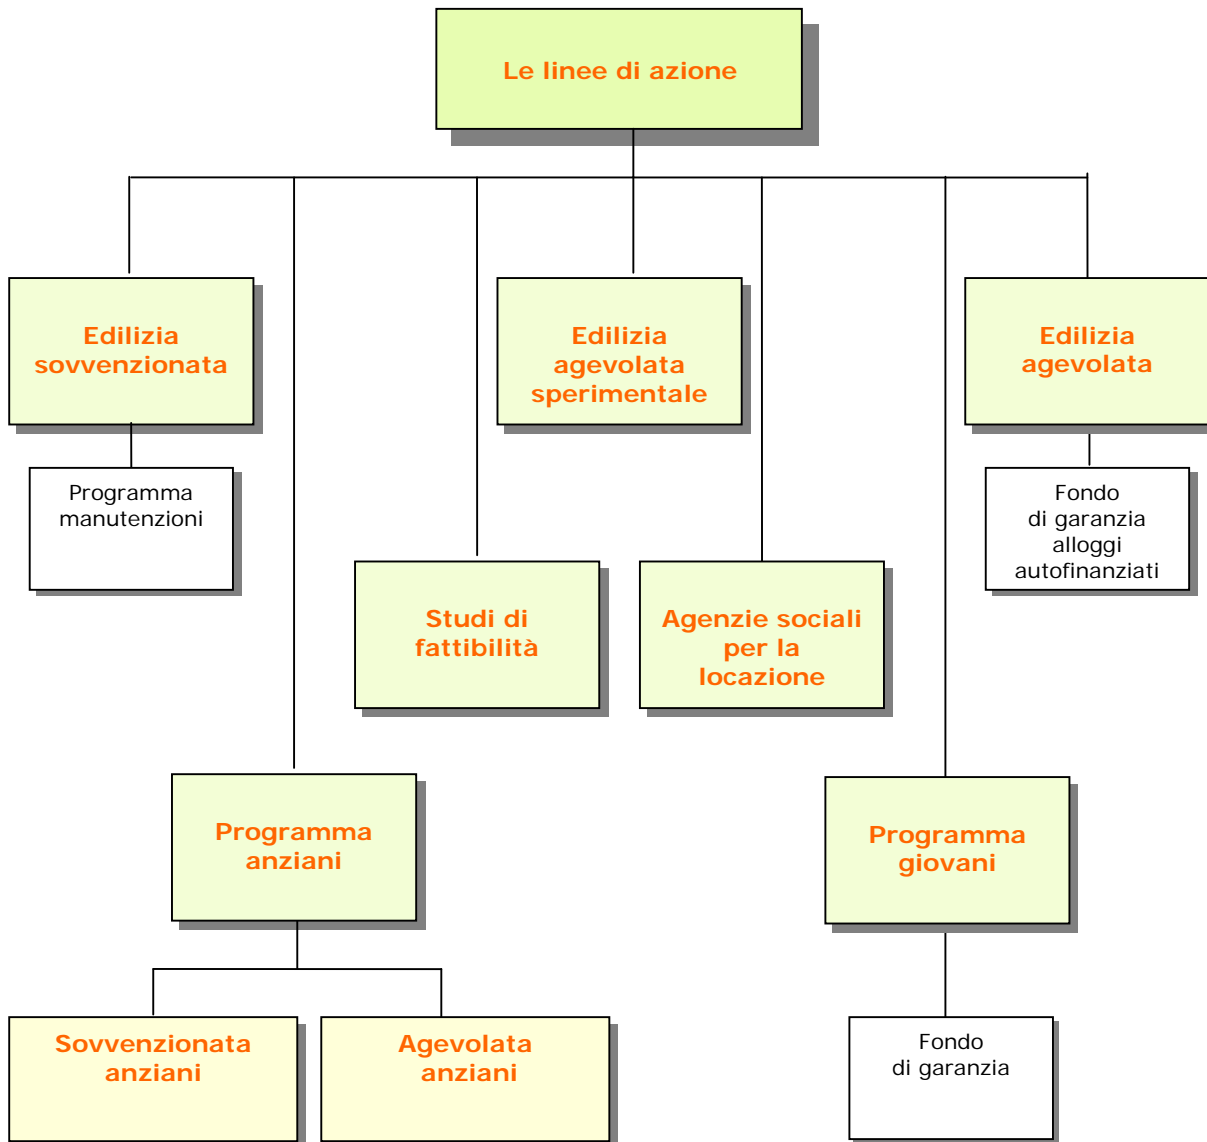 Le linee di azione
Edilizia
sovvenzionata
Edilizia
agevolata
sperimentale
Edilizia
agevolata
Programma
manutenzioni
Fondo
di garanzia
alloggi
autofinanziati
Studi di
fattibilità
Agenzie sociali
per la
locazione
Programma
anziani
Programma
giovani
Sovvenzionata
anziani
Agevolata
anziani
Fondo
di garanzia